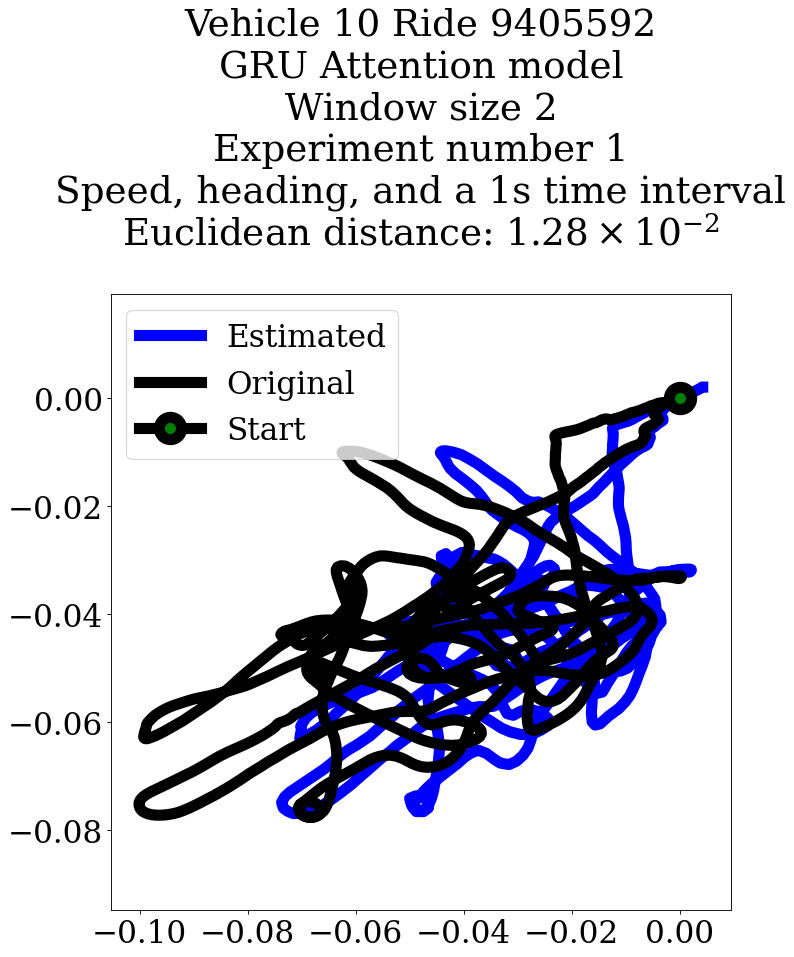 Vehicle 10 Ride 9405592
GRU Attention model
Window size 2
Experiment number 1
Speed, heading, and a 1s time interval
Euclidean distance: 1.28 × 10⁻²
Estimated
Original
Start
0.00
−0.02
−0.04
−0.06
−0.08
−0.10 −0.08 −0.06 −0.04 −0.02 0.00